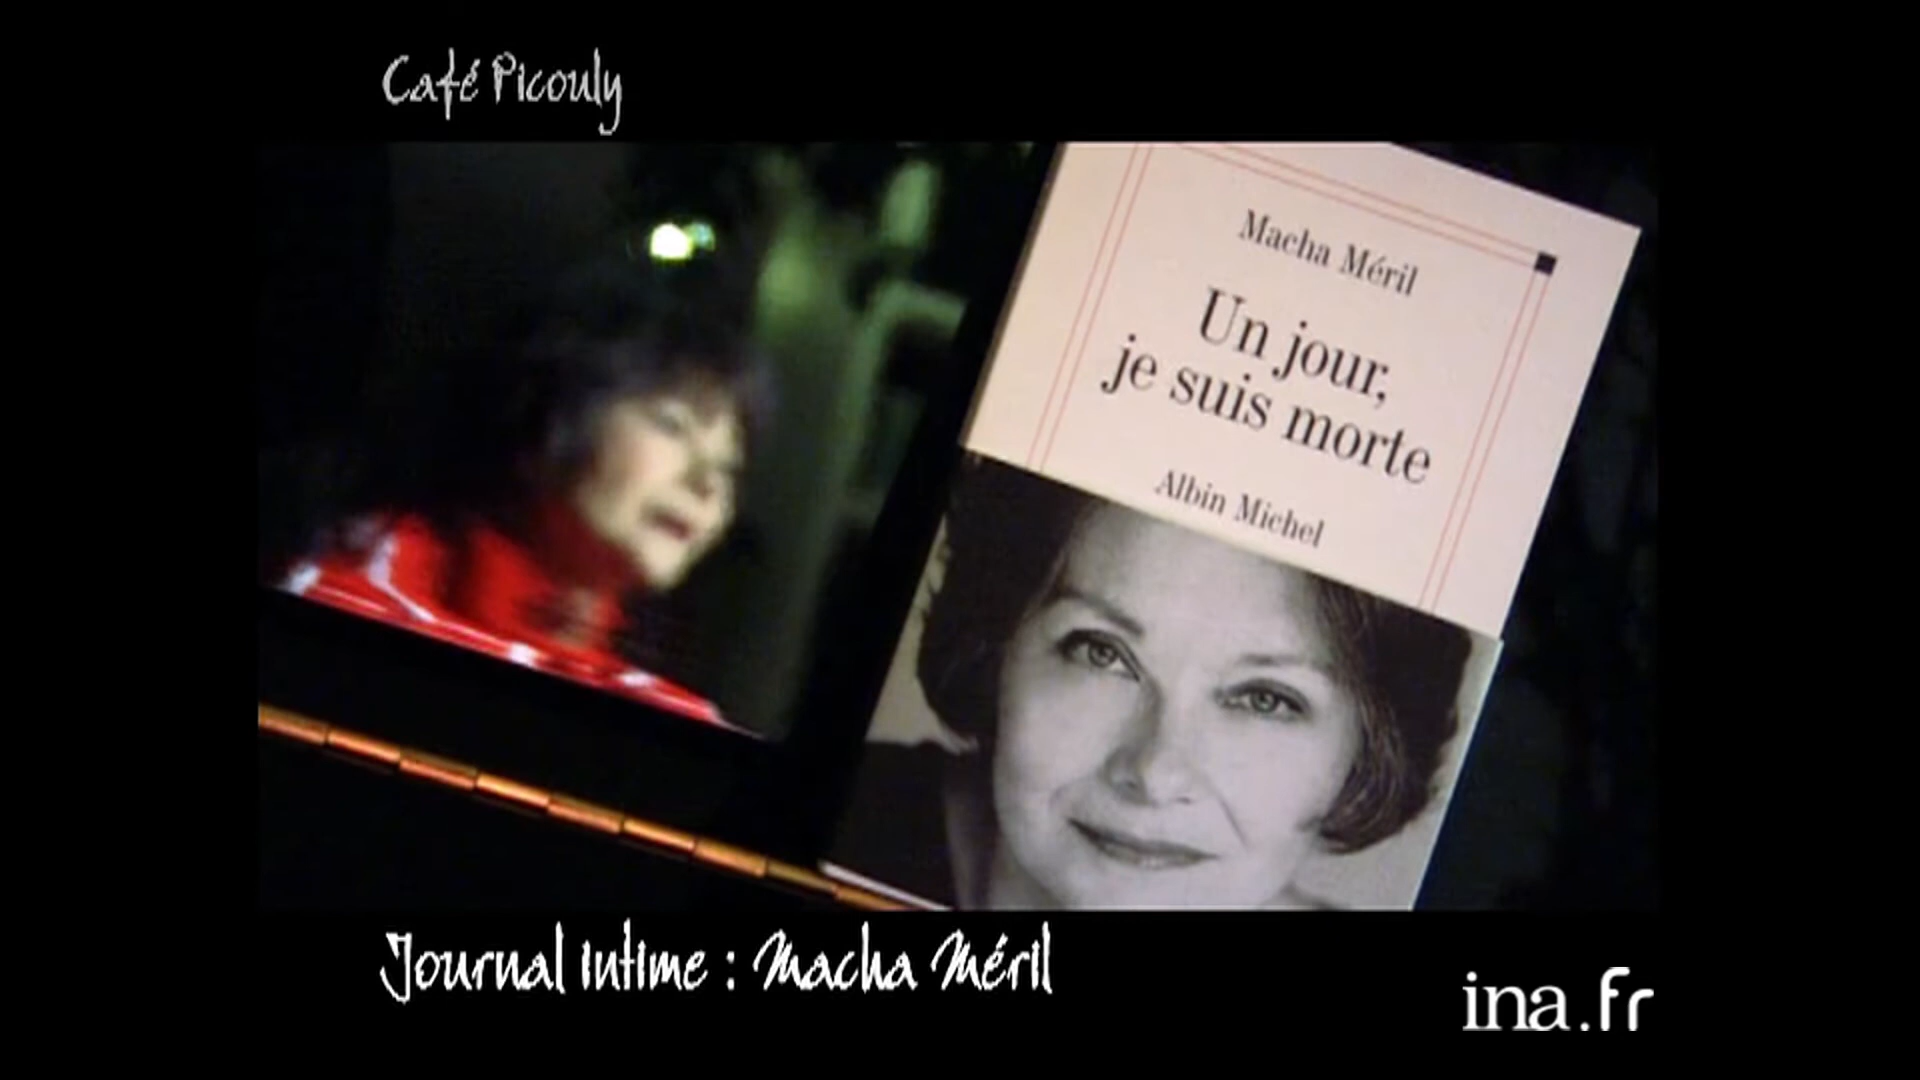 Café Picouly
Macha Méril
Un jour,
je suis morte
Albin Michel
Journal intime : Macha Méril
ina.fr